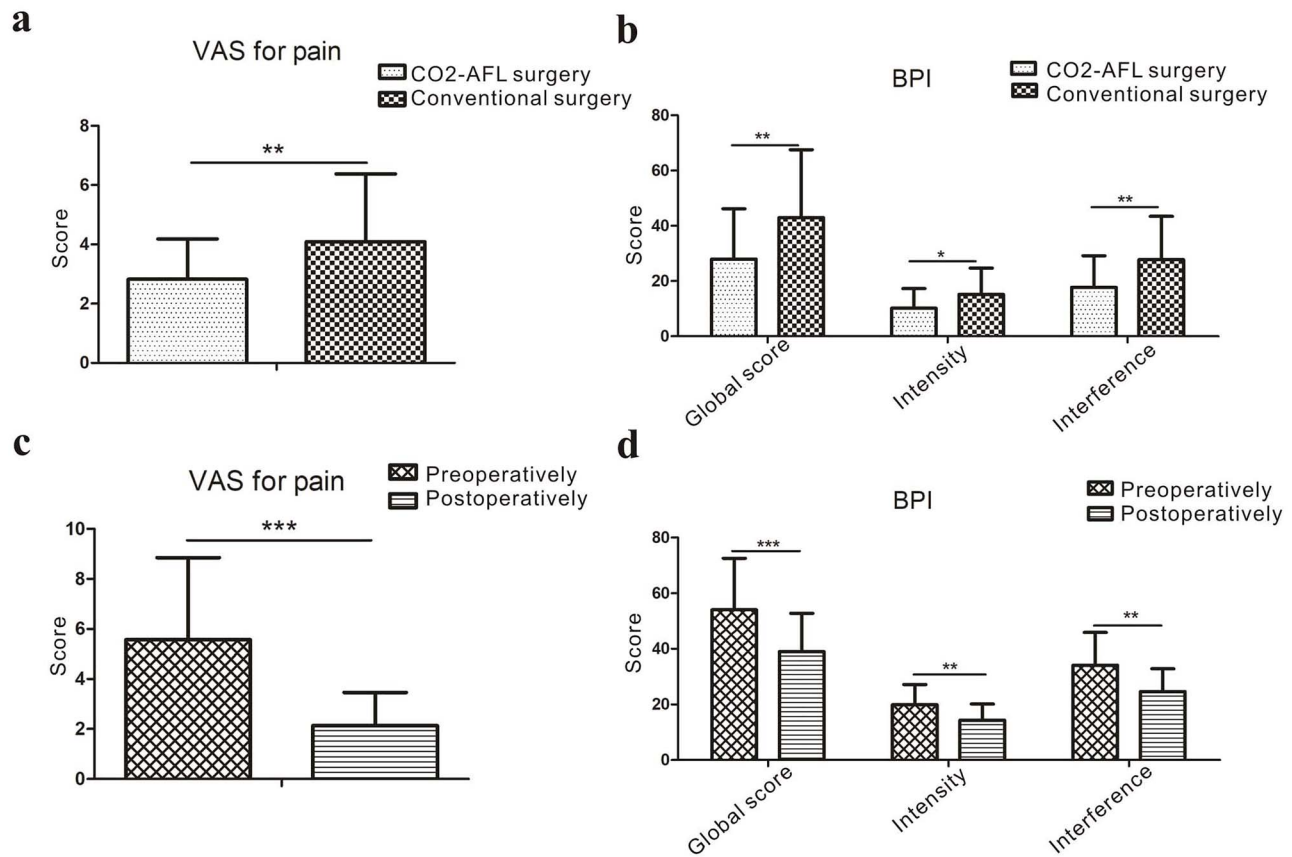 a
VAS for pain
CO2-AFL surgery
Conventional surgery
8
6
4
2
0
Score
**
b
BPI
CO2-AFL surgery
Conventional surgery
80
60
40
20
0
Score
**
*
**
Global score
Intensity
Interference
c
VAS for pain
Preoperatively
Postoperatively
10
8
6
4
2
0
Score
***
d
BPI
Preoperatively
Postoperatively
80
60
40
20
0
Score
***
**
**
Global score
Intensity
Interference